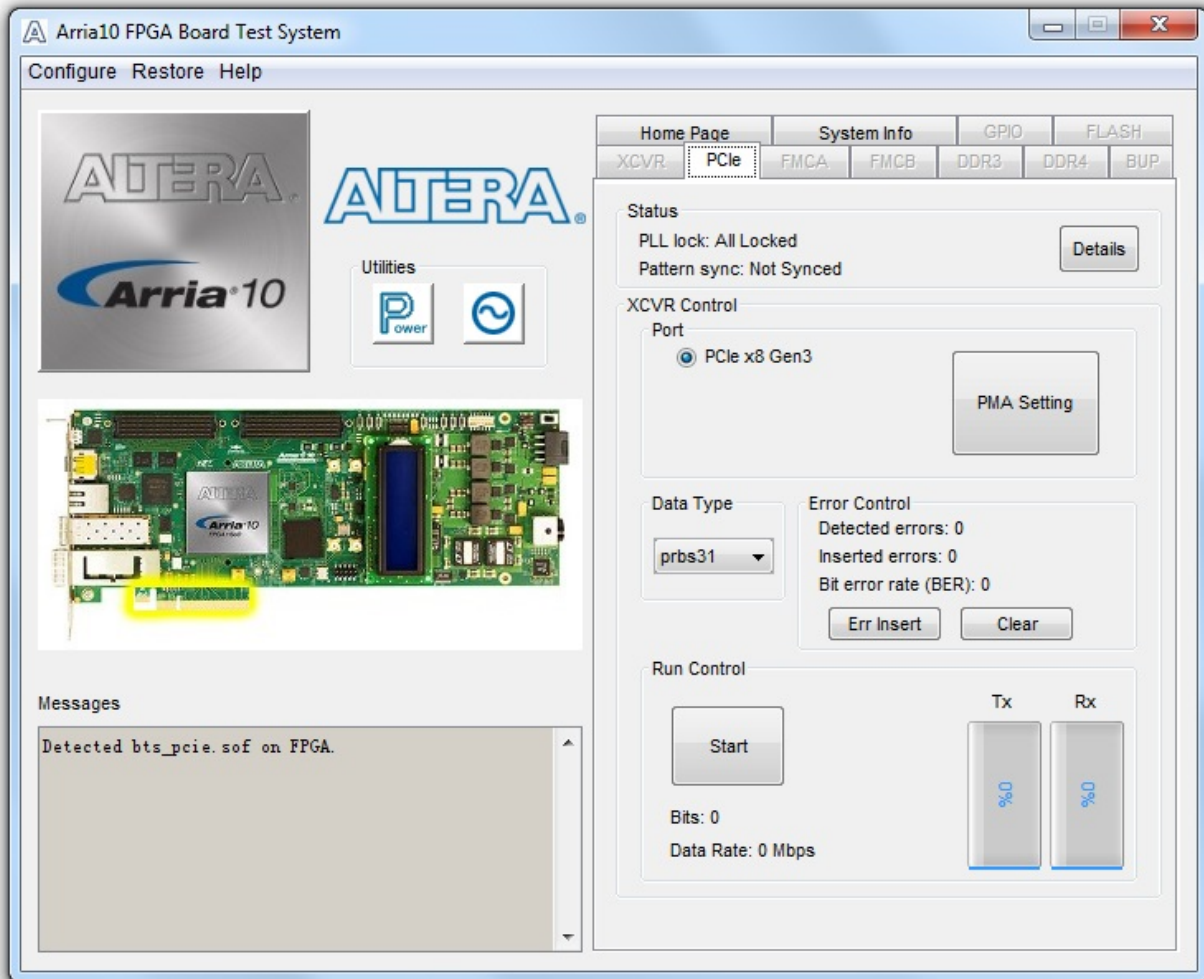 Arria10 FPGA Board Test System
Configure Restore Help
ALTERA
Arria 10
ALTERA
Utilities
Power
ALTERA
Arria 10
Messages
Detected bts_pcie.sof on FPGA.
Home Page System Info GPIO FLASH
XCVR PCIe FMCA FMCB DDR3 DDR4 BUP
Status
PLL lock: All Locked
Pattern sync: Not Synced
Details
XCVR Control
Port
PCIe x8 Gen3
PMA Setting
Data Type
prbs31
Error Control
Detected errors: 0
Inserted errors: 0
Bit error rate (BER): 0
Err Insert Clear
Run Control
Tx Rx
Start
0% 0%
Bits: 0
Data Rate: 0 Mbps